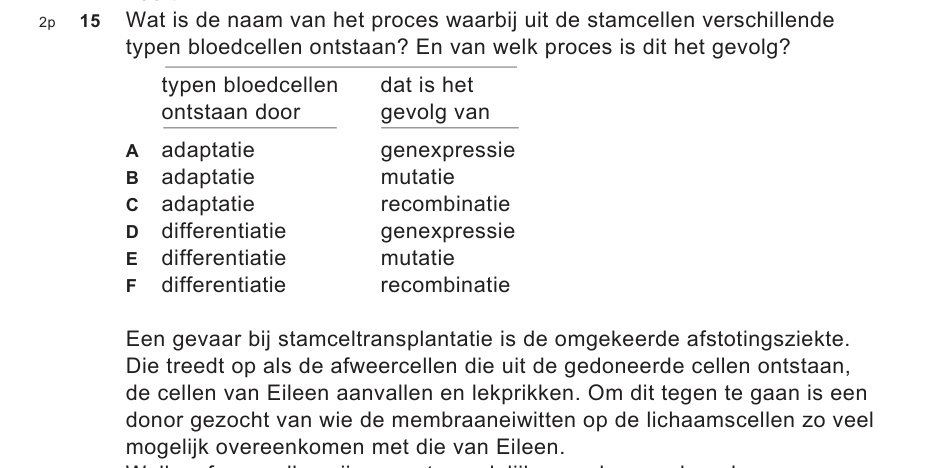 2p 15 Wat is de naam van het proces waarbij uit de stamcellen verschillende
typen bloedcellen ontstaan? En van welk proces is dit het gevolg?
typen bloedcellen dat is het
ontstaan door gevolg van
A adaptatie genexpressie
B adaptatie mutatie
C adaptatie recombinatie
D differentiatie genexpressie
E differentiatie mutatie
F differentiatie recombinatie
Een gevaar bij stamceltransplantatie is de omgekeerde afstotingsziekte.
Die treedt op als de afweercellen die uit de gedoneerde cellen ontstaan,
de cellen van Eileen aanvallen en lekprikken. Om dit tegen te gaan is een
donor gezocht van wie de membraaneiwitten op de lichaamscellen zo veel
mogelijk overeenkomen met die van Eileen.